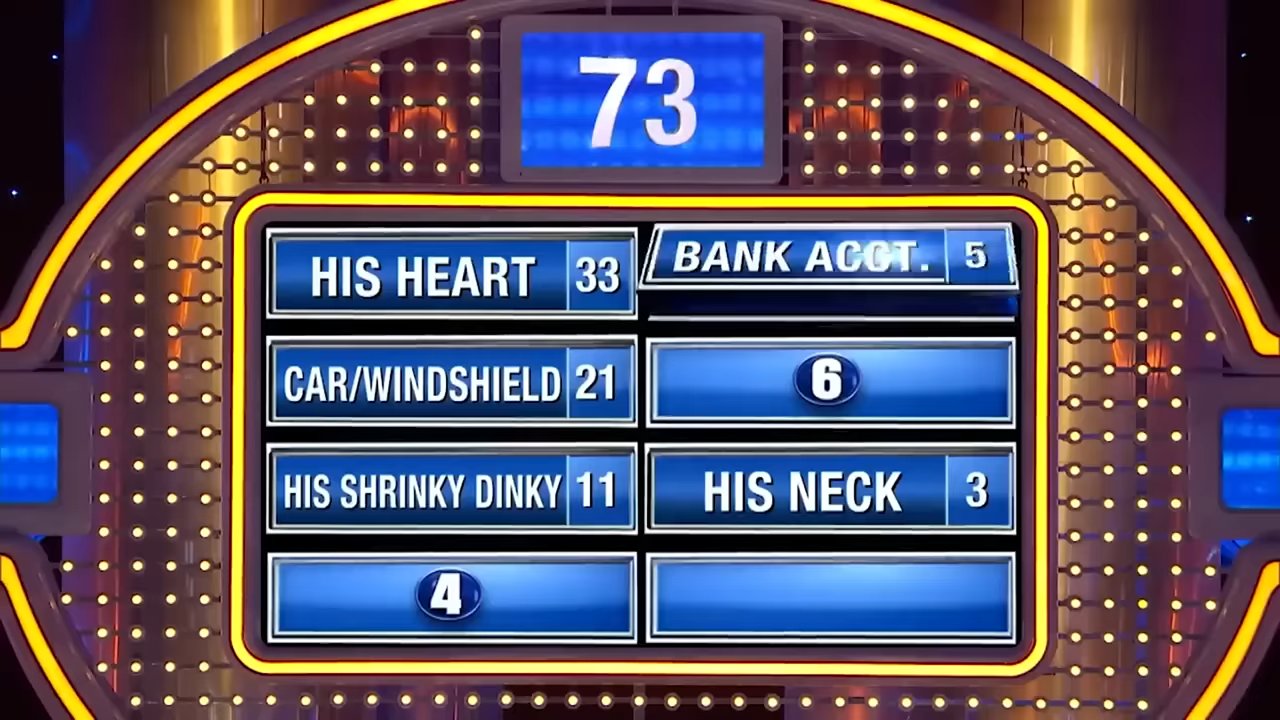 73
HIS HEART 33
CAR/WINDSHIELD 21
HIS SHRINKY DINKY 11
4
BANK ACCT. 5
6
HIS NECK 3